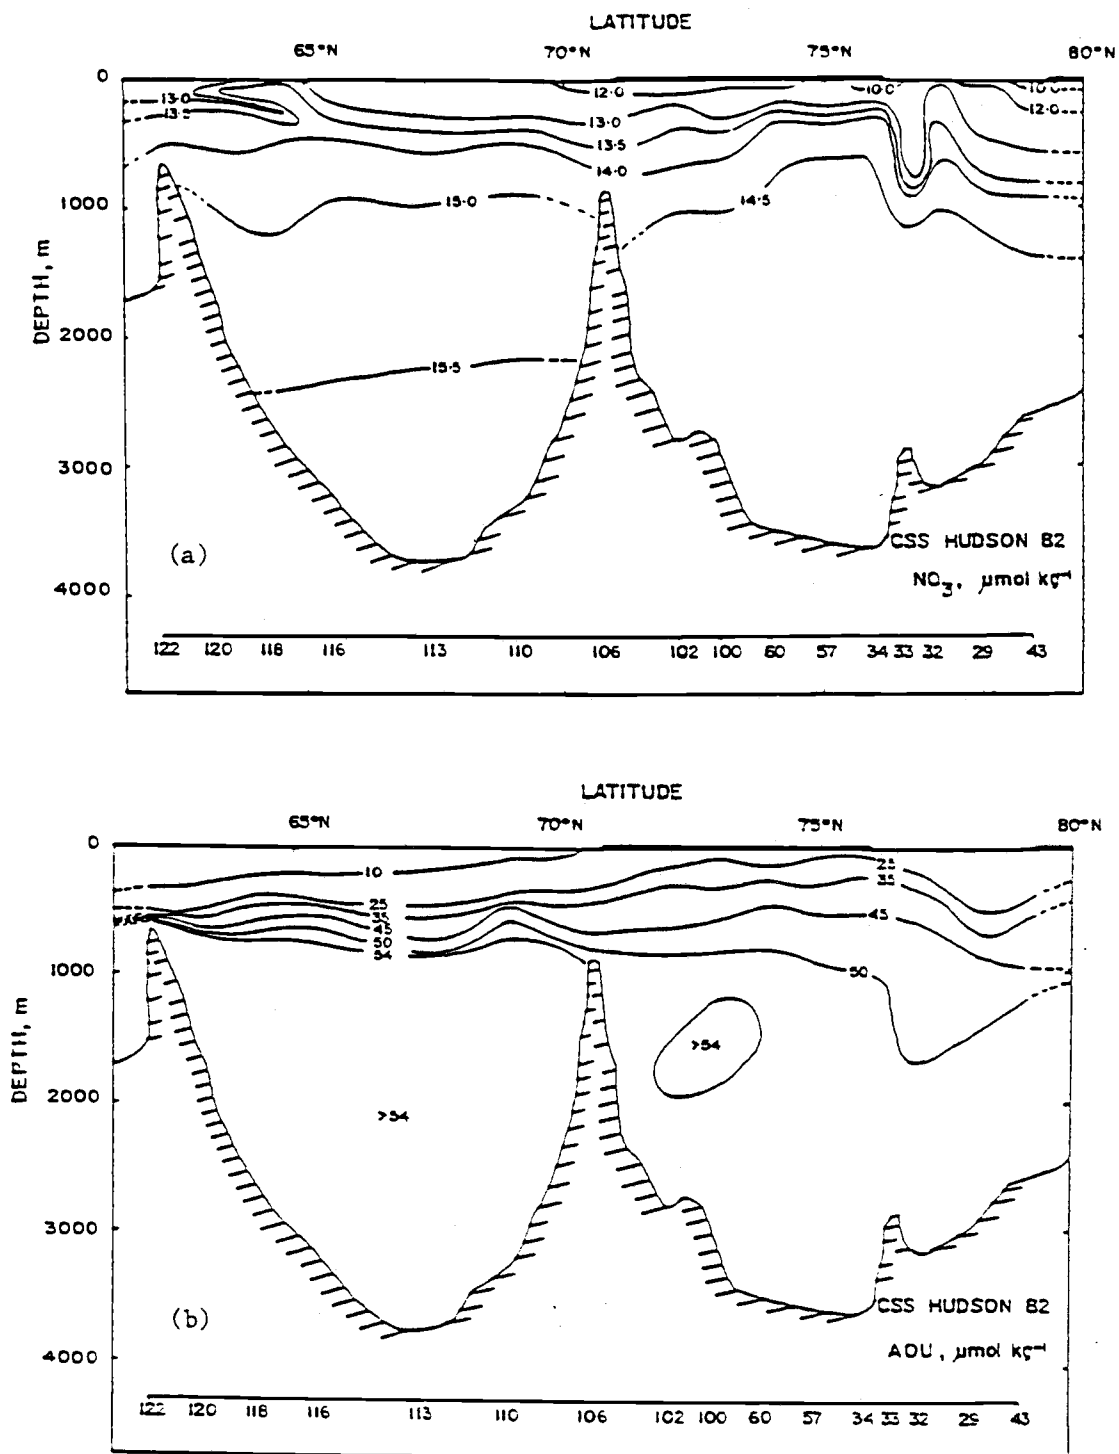 LATITUDE
65°N 70°N 75°N 80°N
0
1000
2000
3000
4000
DEPTH, m
13.0
13.5
12.0
13.0
13.5
14.0
15.0
15.5
14.5
10.0
10.0
12.0
(a)
CSS HUDSON 82
NO3, μmol kg-1
122 120 118 116 113 110 106 102 100 60 57 34 33 32 29 43
LATITUDE
65°N 70°N 75°N 80°N
0
1000
2000
3000
4000
DEPTH, m
10
25
35
45
50
54
25
35
45
50
>54
>54
(b)
CSS HUDSON 82
AOU, μmol kg-1
122 120 118 116 113 110 106 102 100 60 57 34 33 32 29 43